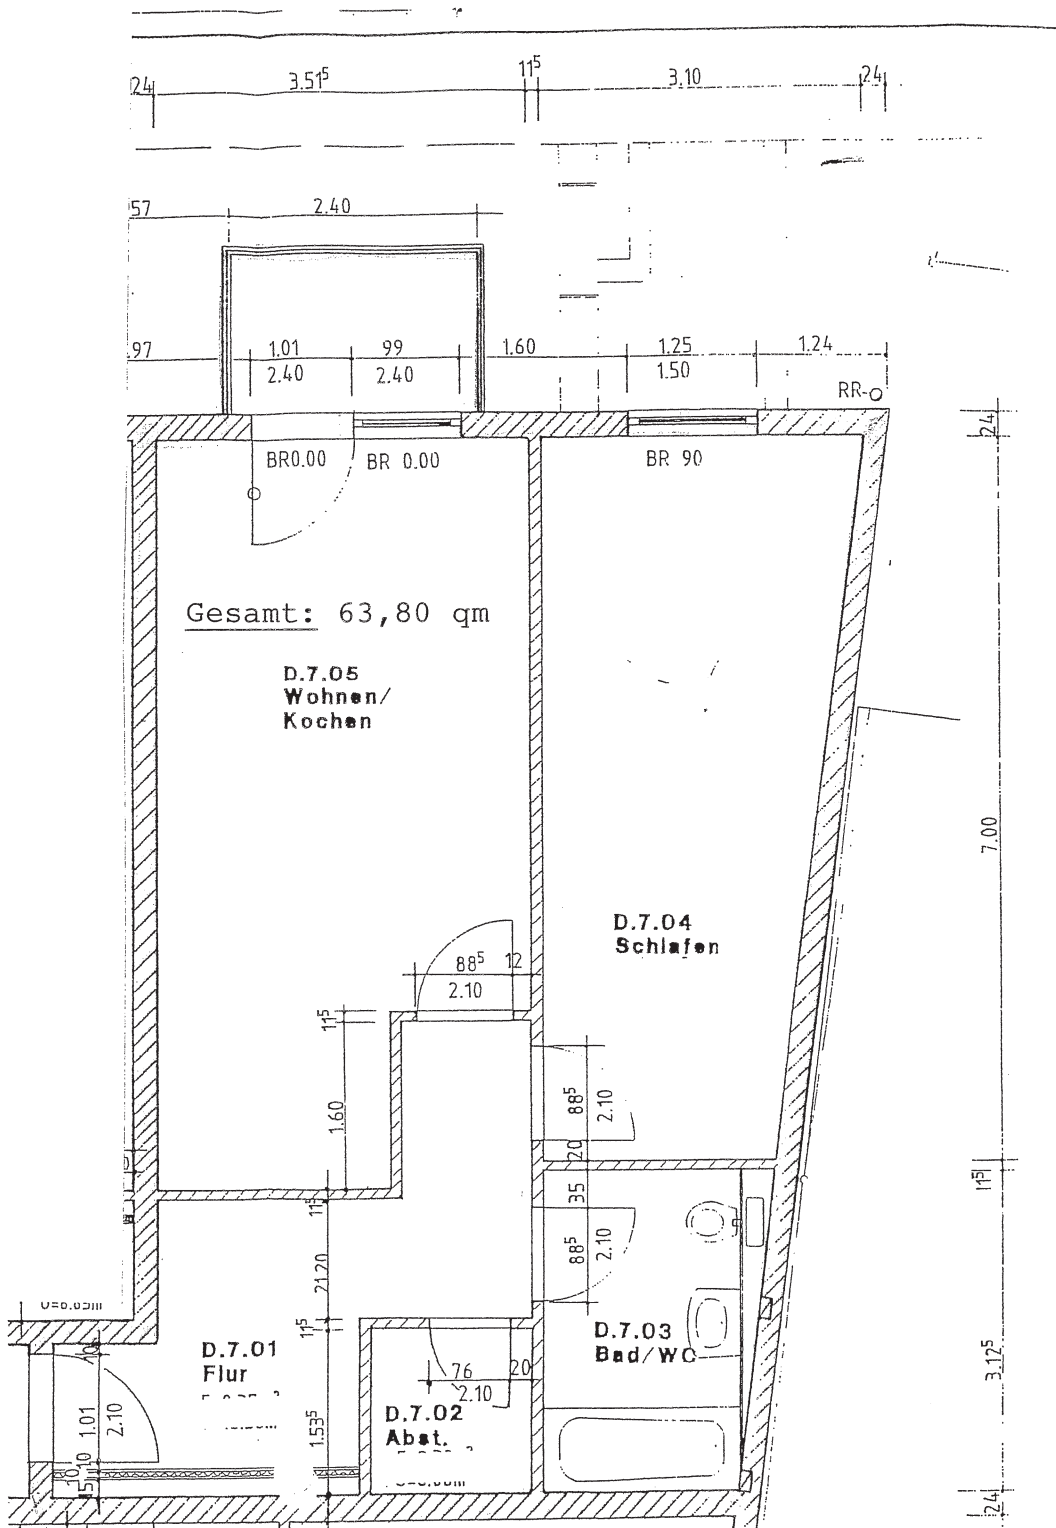 24
3.51⁵
11⁵
3.10
24
57
2.40
97
1.01
2.40
99
2.40
1.60
1.25
1.50
1.24
RR
24
BR0.00
BR 0.00
BR 90
Gesamt: 63,80 qm
D.7.05
Wohnen/
Kochen
7.00
D.7.04
Schlafen
88⁵
12
2.10
11⁵
1.60
88⁵
2.10
20
11⁵
35
11⁵
88⁵
2.10
11⁵
D.7.03
Bad/WC
3.12⁵
D.7.01
Flur
76
20
2.10
D.7.02
Abst.
1.01
2.10
1.53⁵
10
10
24